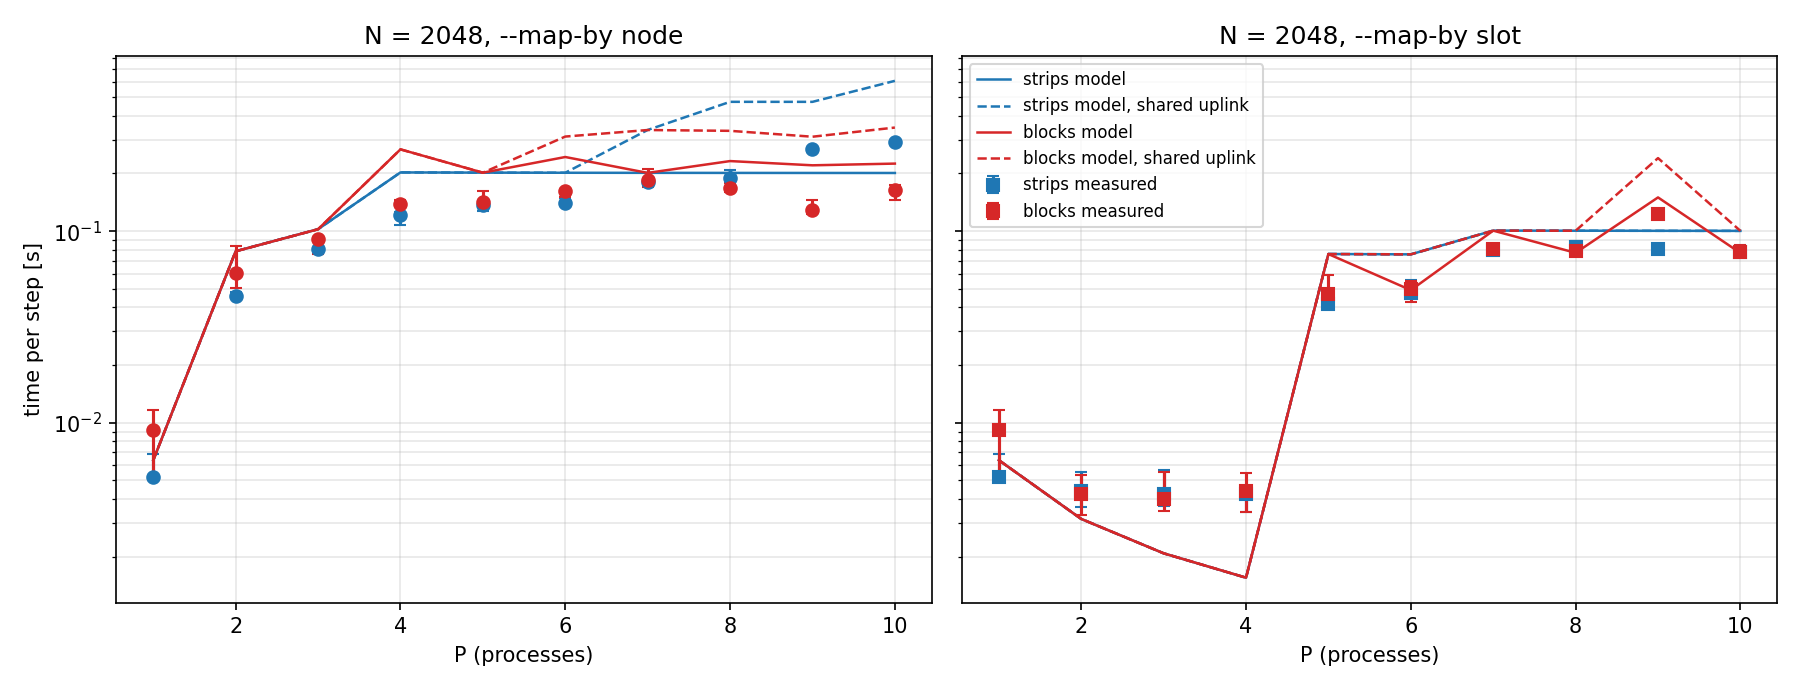 N = 2048, --map-by node
N = 2048, --map-by slot
time per step [s]
10⁻¹
10⁻²
2
4
6
8
10
P (processes)
strips model
strips model, shared uplink
blocks model
blocks model, shared uplink
strips measured
blocks measured
2
4
6
8
10
P (processes)